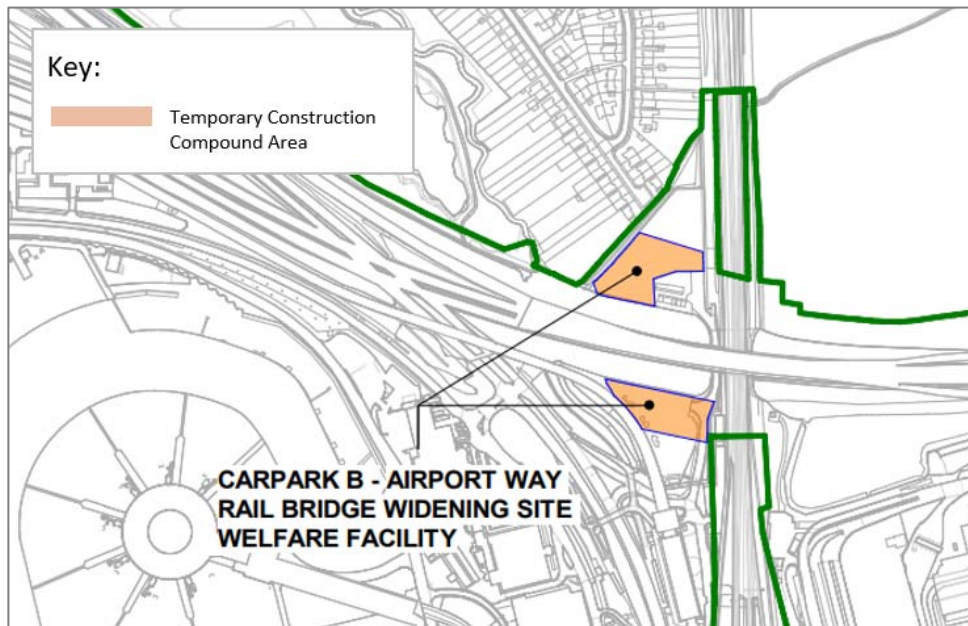 Key:
Temporary Construction
Compound Area
CARPARK B - AIRPORT WAY
RAIL BRIDGE WIDENING SITE
WELFARE FACILITY